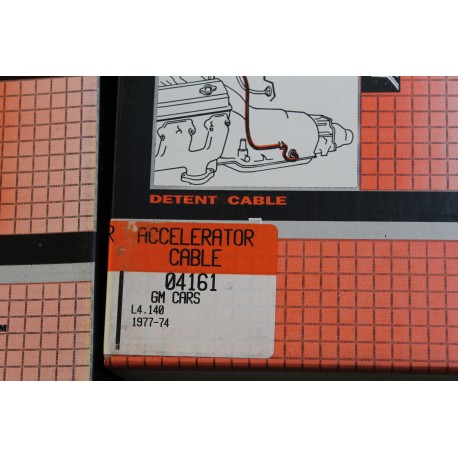 DETENT CABLE
R
ACCELERATOR
CABLE
04161
GM CARS
L4.140
1977-74
M